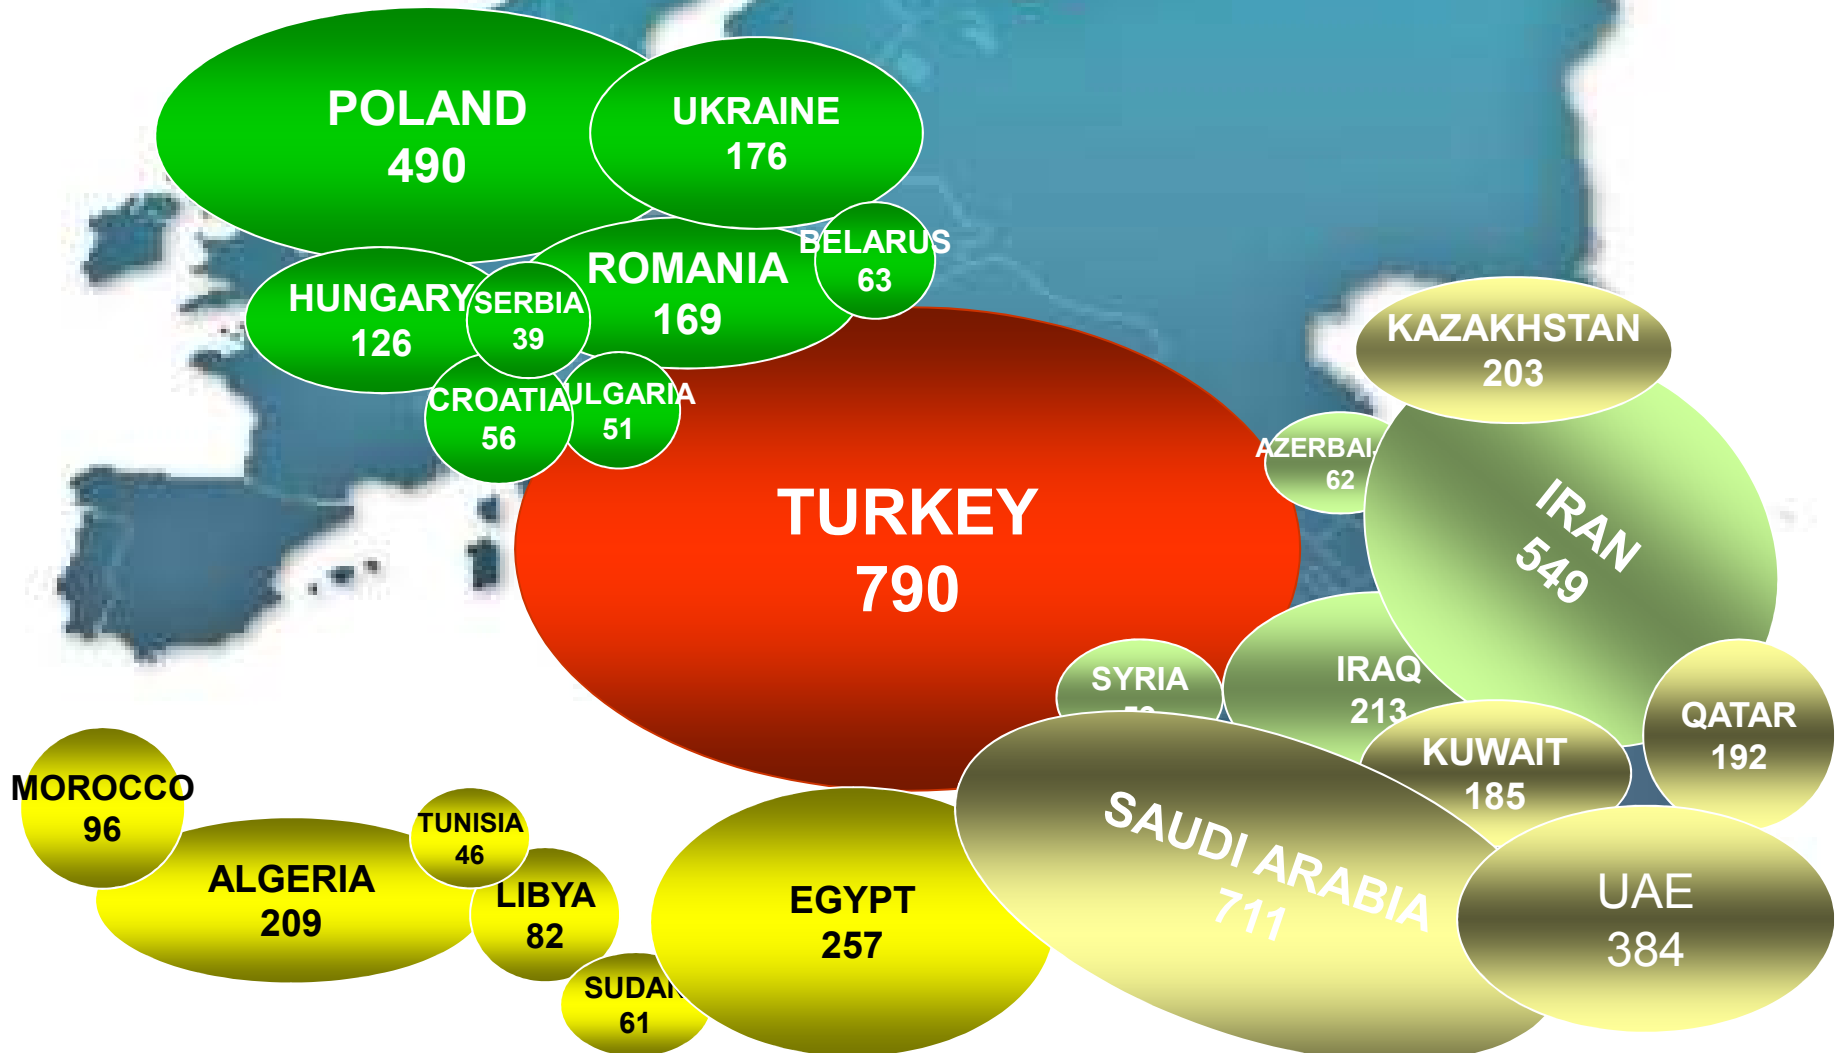 POLAND
490
UKRAINE
176
BELARUS
63
ROMANIA
169
HUNGARY
126
SERBIA
39
CROATIA
56
ULGARIA
51
TURKEY
790
KAZAKHSTAN
203
AZERBAI
62
IRAN
549
SYRIA
IRAQ
213
QATAR
192
KUWAIT
185
SAUDI ARABIA
711
UAE
384
MOROCCO
96
ALGERIA
209
TUNISIA
46
LIBYA
82
SUDAN
61
EGYPT
257